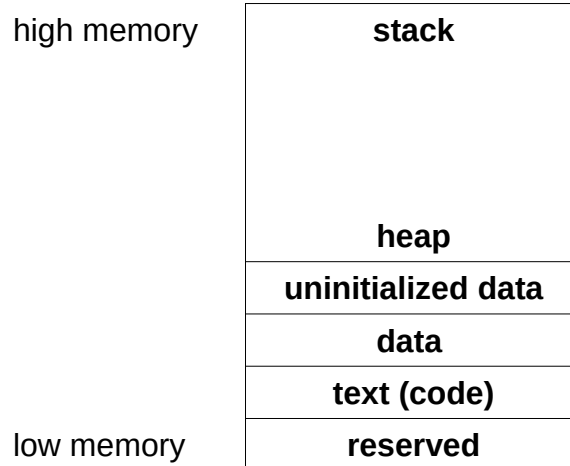 high memory stack
heap
uninitialized data
data
text (code)
low memory reserved